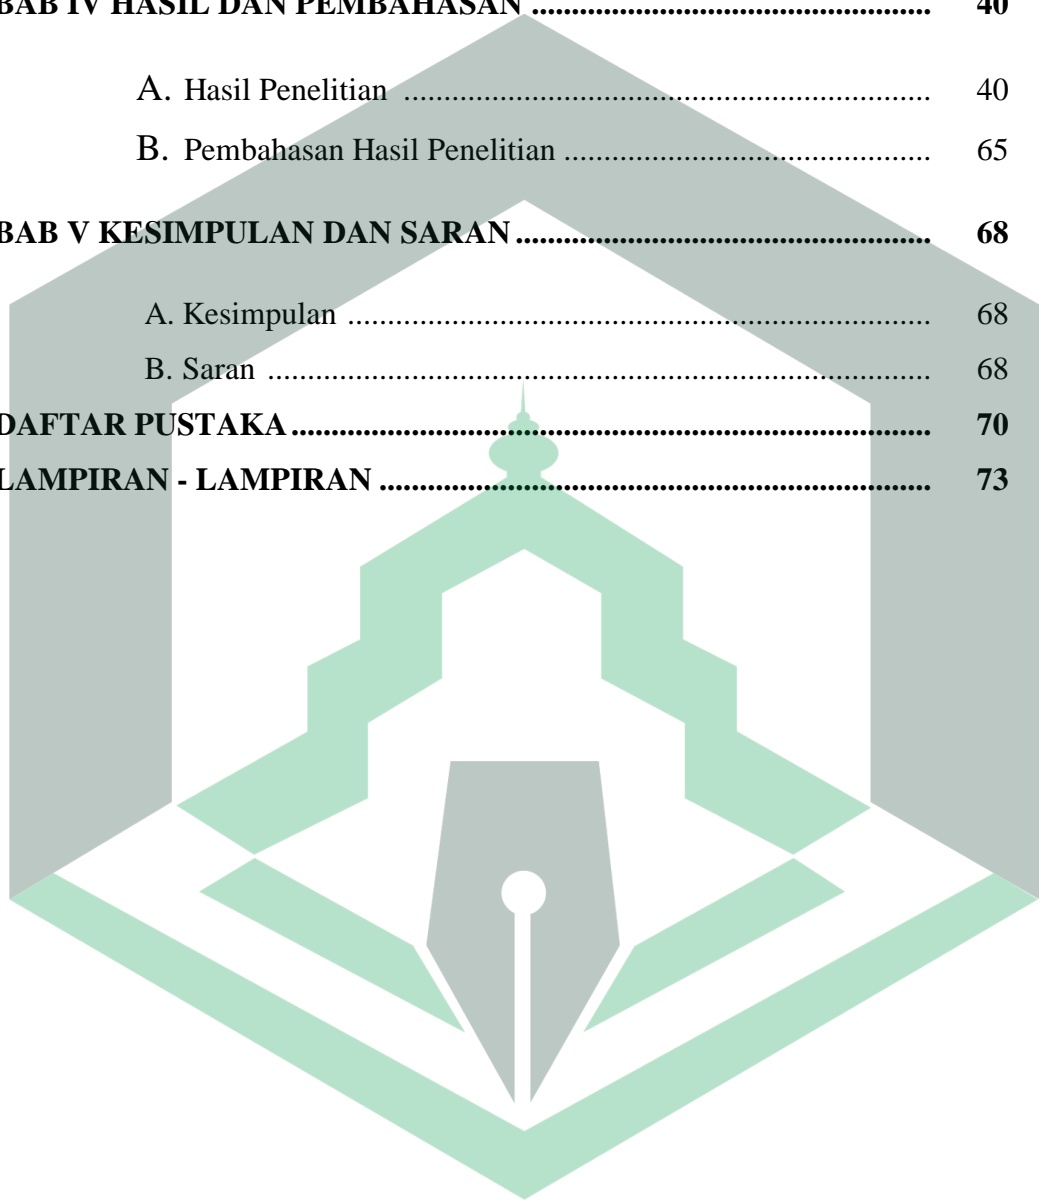 BAB IV HASIL DAN PEMBAHASAN .................................................. 40
A. Hasil Penelitian .................................................................. 40
B. Pembahasan Hasil Penelitian .............................................. 65
BAB V KESIMPULAN DAN SARAN .................................................... 68
A. Kesimpulan ......................................................................... 68
B. Saran ................................................................................... 68
DAFTAR PUSTAKA ................................................................................ 70
LAMPIRAN - LAMPIRAN ..................................................................... 73